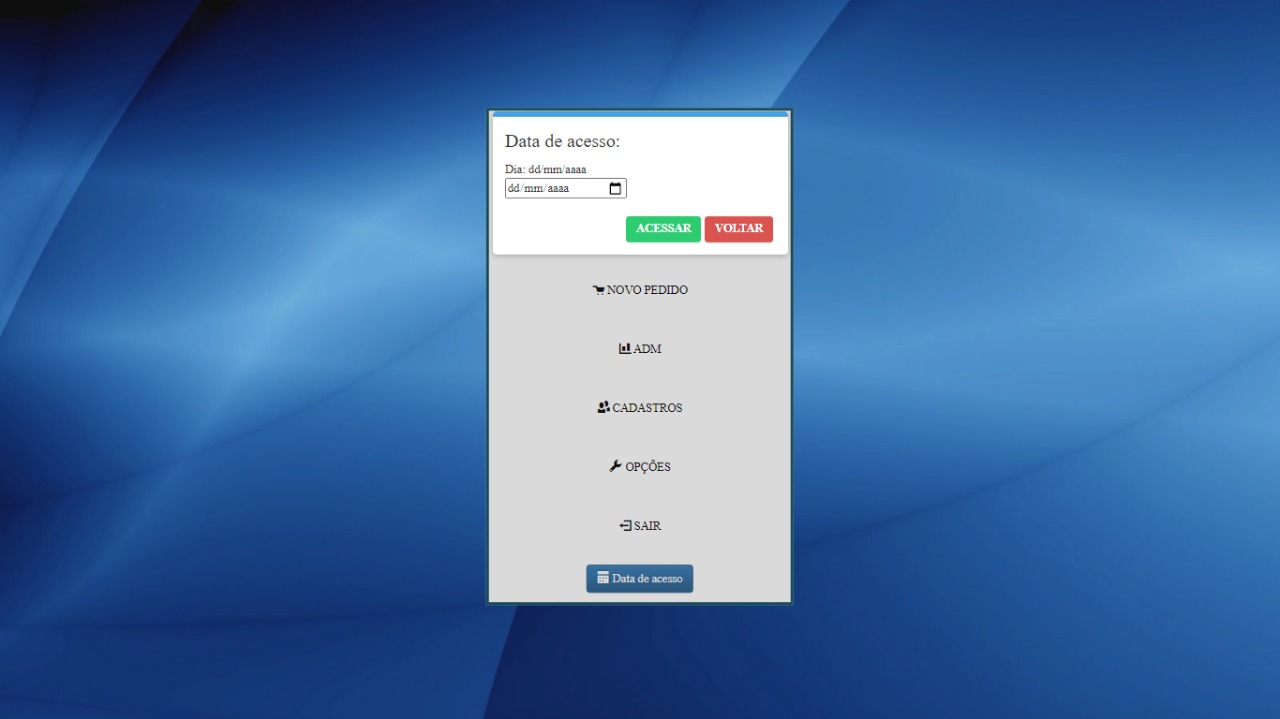 Data de acesso:
Dia: dd/mm/aaaa
dd/mm/aaaa
ACESSAR VOLTAR
NOVO PEDIDO
ADM
CADASTROS
OPÇÕES
SAIR
Data de acesso